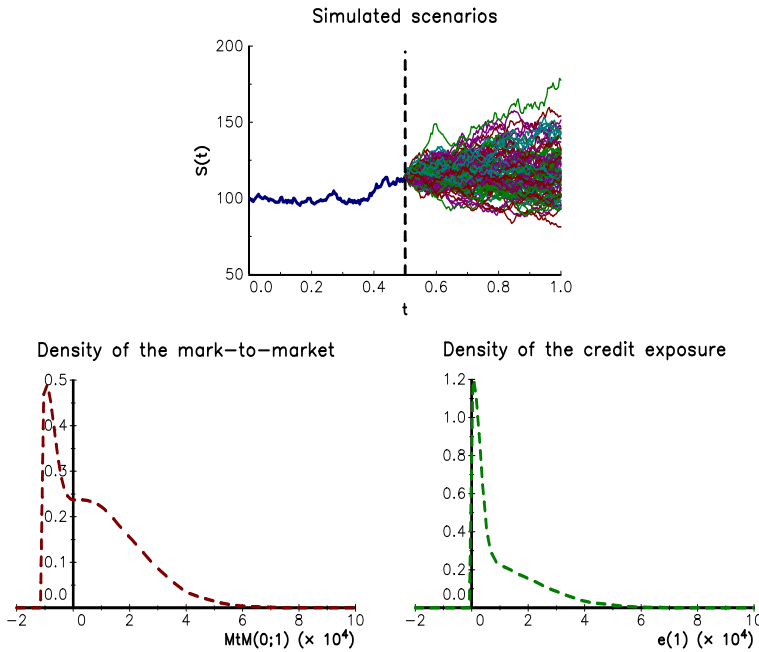 Simulated scenarios
200
150
100
50
S(t)
0.0 0.2 0.4 0.6 0.8 1.0
t
Density of the mark-to-market
0.5
0.4
0.3
0.2
0.1
0.0
-2 0 2 4 6 8 10
MtM(0;1) (× 10⁴)
Density of the credit exposure
1.2
1.0
0.8
0.6
0.4
0.2
0.0
-2 0 2 4 6 8 10
e(1) (× 10⁴)